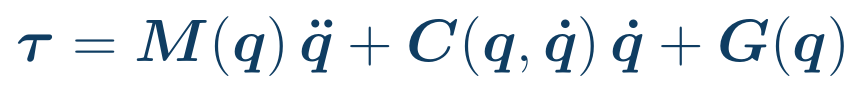 τ = M(q) q̈ + C(q, q̇) q̇ + G(q)